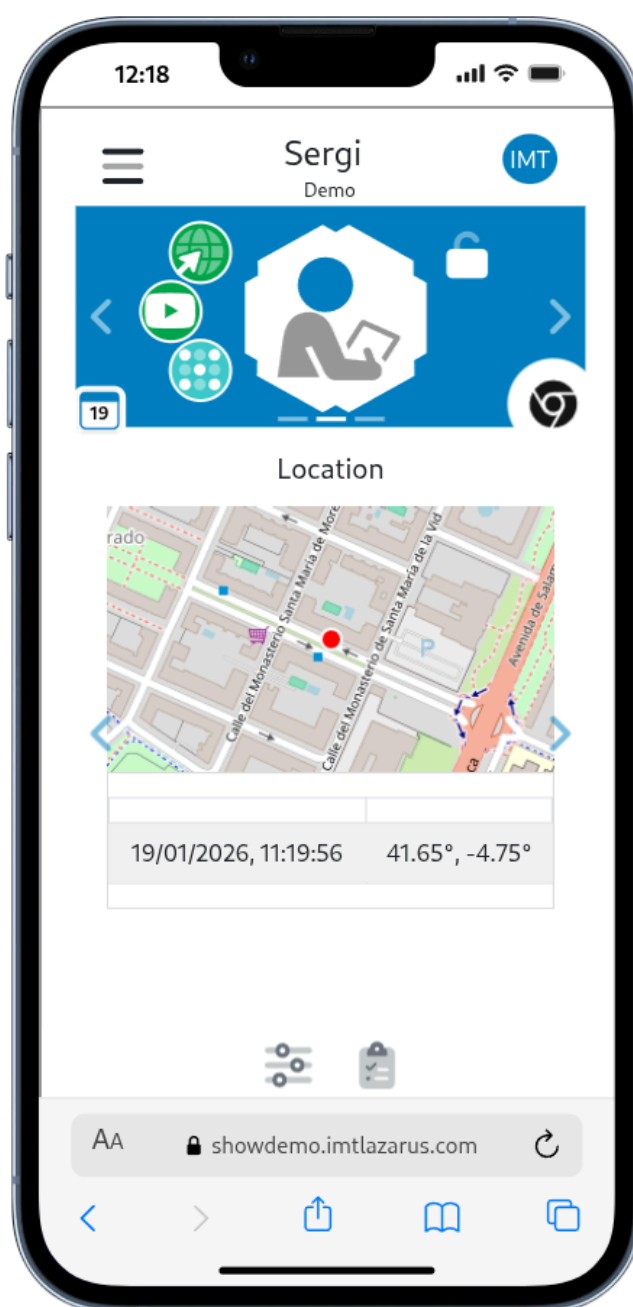 12:18
Sergi
IMT
Demo
19
Location
rado
Calle del Monasterio Santa María de More
Calle del Monasterio de Santa María de la Vid
P
Avenida de Salam
ca
19/01/2026, 11:19:56
41.65°, -4.75°
AA
showdemo.imtlazarus.com